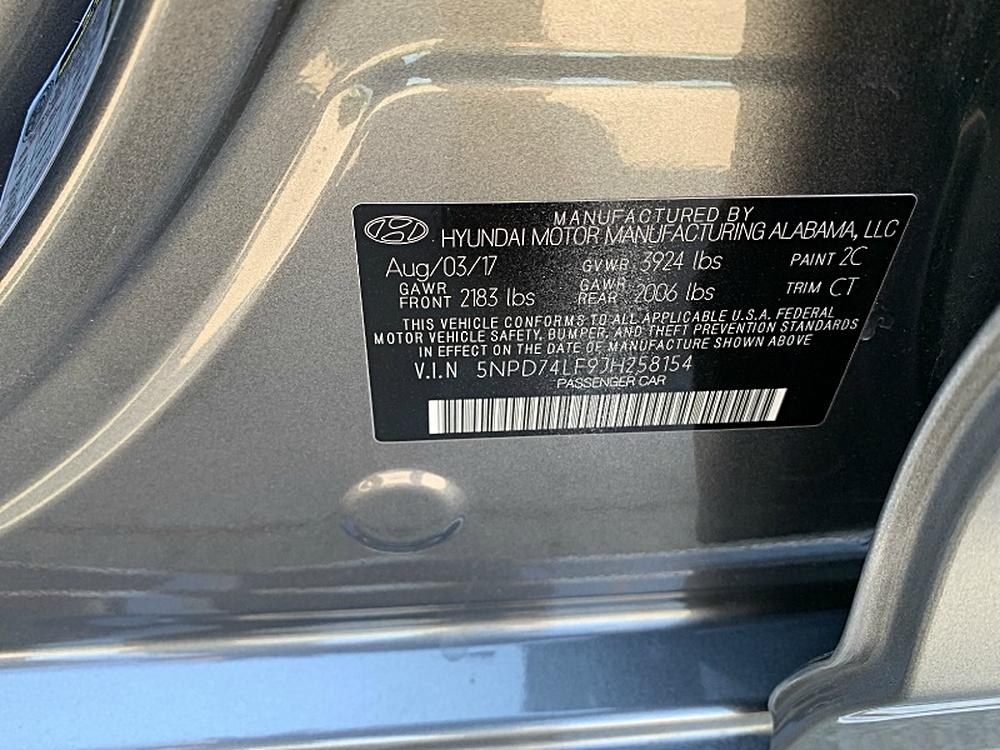 MANUFACTURED BY
HYUNDAI MOTOR MANUFACTURING ALABAMA, LLC
Aug/03/17 GVWR 3924 lbs PAINT 2C
GAWR FRONT 2183 lbs GAWR REAR 2006 lbs TRIM CT
THIS VEHICLE CONFORMS TO ALL APPLICABLE U.S.A. FEDERAL
MOTOR VEHICLE SAFETY, BUMPER, AND THEFT PREVENTION STANDARDS
IN EFFECT ON THE DATE OF MANUFACTURE SHOWN ABOVE
V.I.N 5NPD74LF9JH258154
PASSENGER CAR